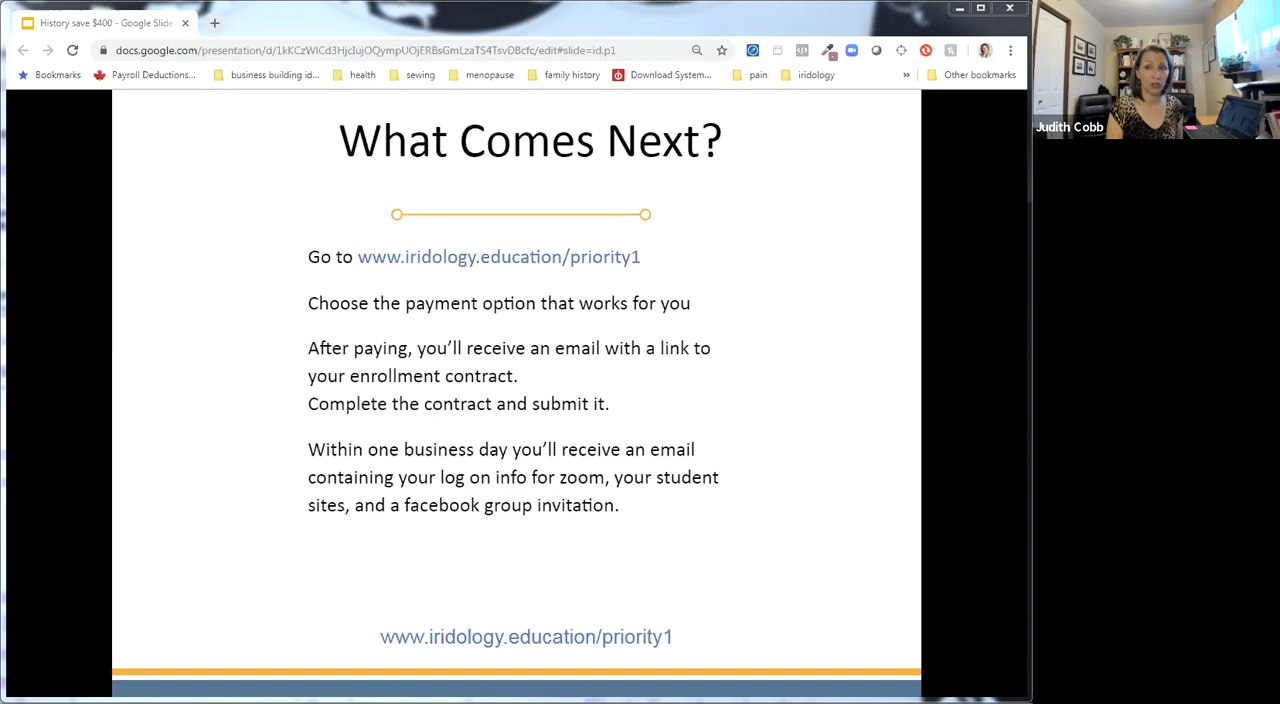 History save $400 - Google Slide
docs.google.com/presentation/d/1kKCzWlCd3HjcIujOQympUOjERBsGmLzaTS4TsvDBcfc/edit#slide=id.p1
Bookmarks
Payroll Deductions...
business building id...
health
sewing
menopause
family history
Download System...
pain
iridology
Other bookmarks
Judith Cobb
What Comes Next?
Go to www.iridology.education/priority1
Choose the payment option that works for you
After paying, you’ll receive an email with a link to
your enrollment contract.
Complete the contract and submit it.
Within one business day you’ll receive an email
containing your log on info for zoom, your student
sites, and a facebook group invitation.
www.iridology.education/priority1